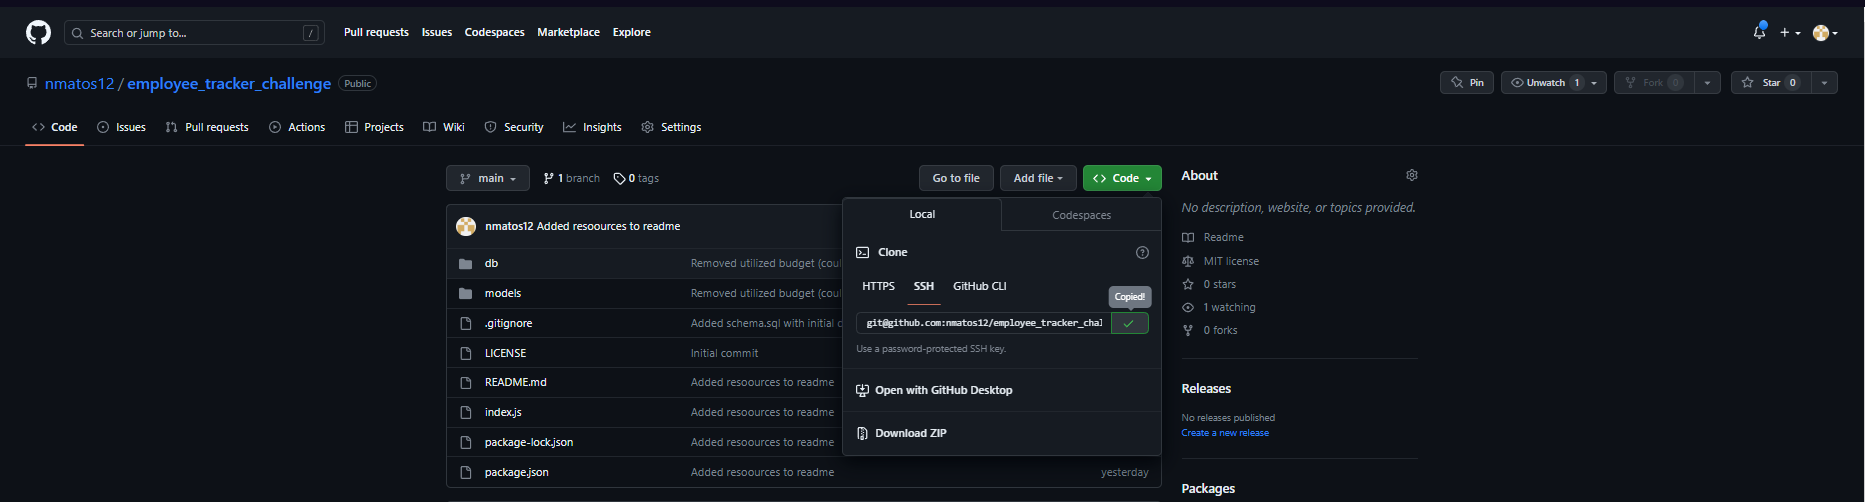 Search or jump to... / Pull requests Issues Codespaces Marketplace Explore
nmatos12 / employee_tracker_challenge Public Pin Unwatch 1 Fork 0 Star 0
Code Issues Pull requests Actions Projects Wiki Security Insights Settings
main 1 branch 0 tags Go to file Add file Code
nmatos12 Added resoources to readme
db Removed utilized budget (coul
models Removed utilized budget (coul
.gitignore Added schema.sql with initial c
LICENSE Initial commit
README.md Added resoources to readme
index.js Added resoources to readme
package-lock.json Added resoources to readme
package.json Added resoources to readme yesterday
Local Codespaces
Clone
HTTPS SSH GitHub CLI
Copied!
git@github.com:nmatos12/employee_tracker_chal
Use a password-protected SSH key.
Open with GitHub Desktop
Download ZIP
About
No description, website, or topics provided.
Readme
MIT license
0 stars
1 watching
0 forks
Releases
No releases published
Create a new release
Packages